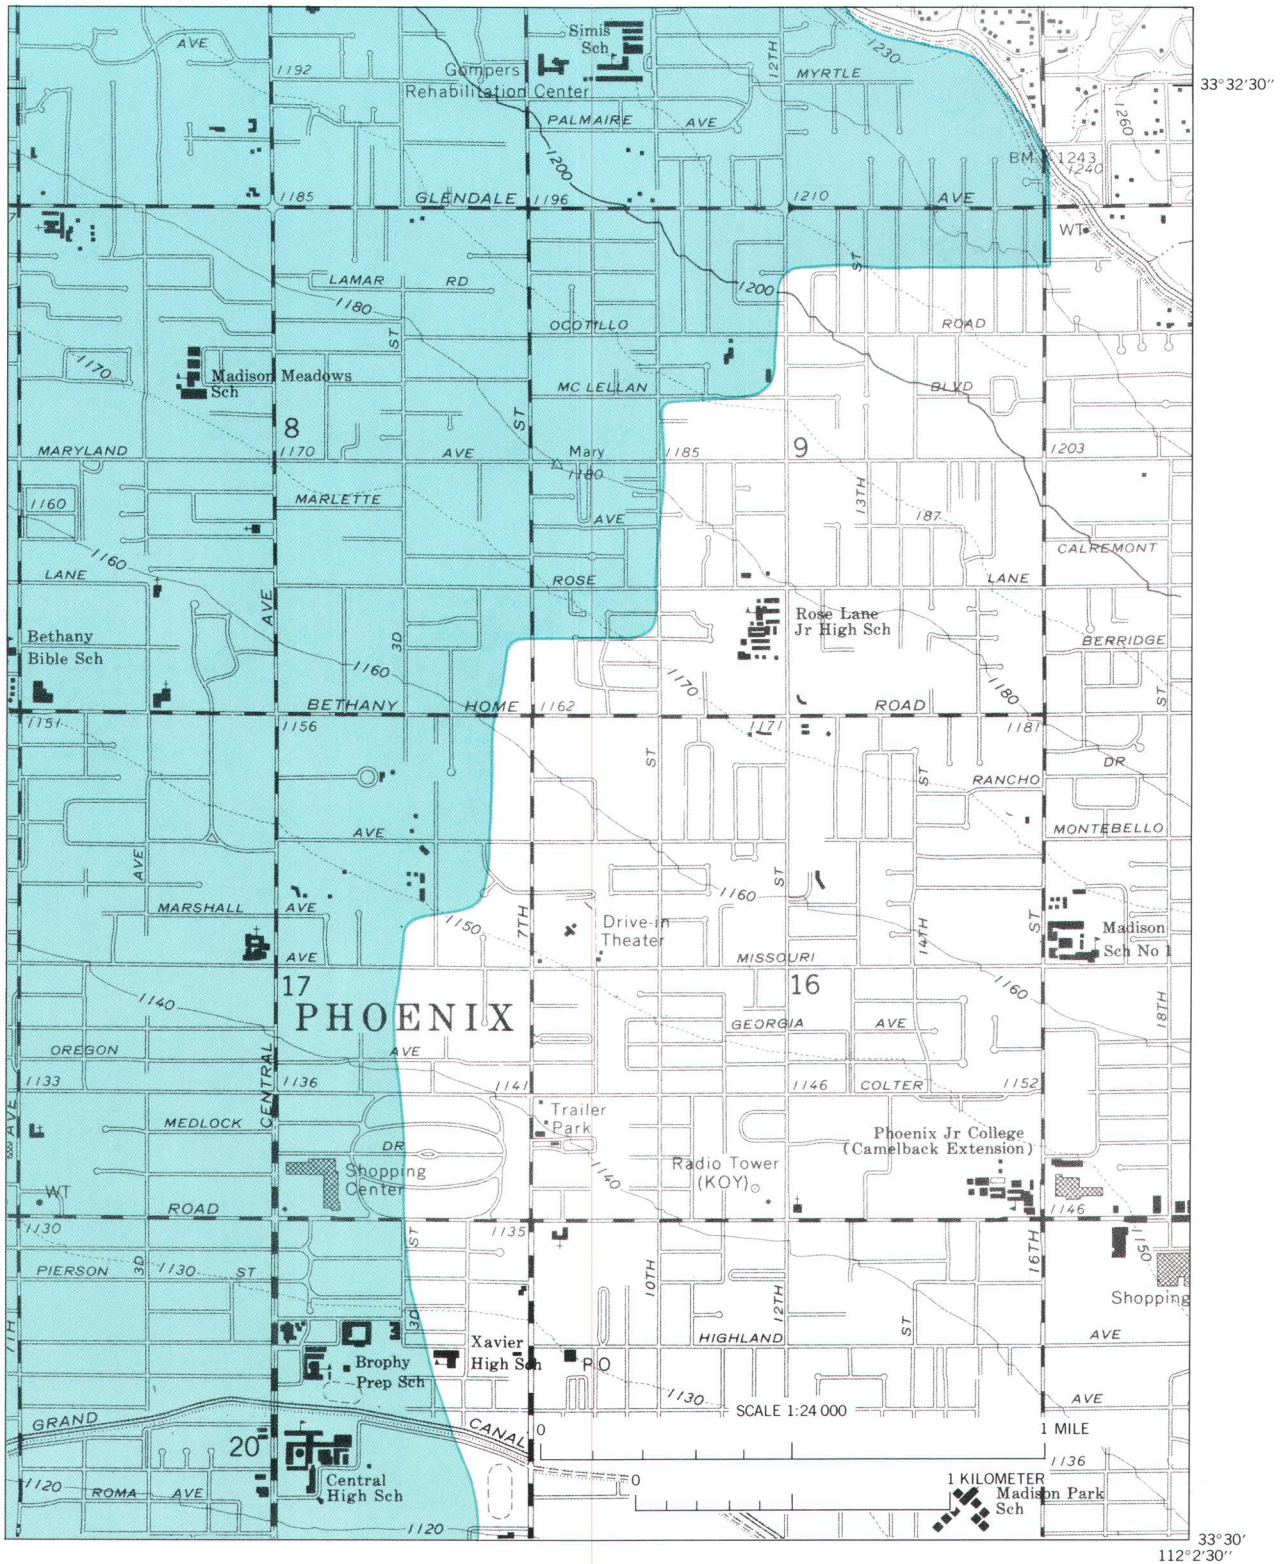 Simis
Sch
12TH
1230
AVE
1192
Gompers
Rehabilitation Center
MYRTLE
33°32'30"
PALMAIRE AVE
1260
1200
BM X 1243
1240
1185
GLENDALE
1196
1210
AVE
7
WT
ST
LAMAR RD
1200
1180
OCOTILLO
ROAD
ST
1170
Madison Meadows
Sch
MC LELLAN
BLVD
ST
8
9
MARYLAND
1170
AVE
Mary
1185
1203
1180
1160
MARLETTE
AVE
13TH
187
1160
CALREMONT
LANE
ROSE
LANE
AVE
Rose Lane
Jr High Sch
Bethany
Bible Sch
3D
BERRIDGE
1160
1170
1180
ST
BETHANY HOME
1162
ROAD
1151
1156
1171
1181
ST
ST
DR
RANCHO
AVE
MONTEBELLO
AVE
ST
1160
MARSHALL AVE
1150
7TH
Drive-in
Theater
14TH
ST
Madison
Sch No 1
AVE
MISSOURI
17
16
1140
1160
18TH
PHOENIX
GEORGIA AVE
OREGON
AVE
1133
CENTRAL
1136
1141
1146
COLTER
1152
AVE
MEDLOCK
DR
Trailer
Park
Phoenix Jr College
(Camelback Extension)
Shopping
Center
1140
Radio Tower
(KOY)
WT
ROAD
1146
1130
ST
1135
1150
PIERSON
3D
1130
ST
10TH
12TH
16TH
Shopping
7TH
3D
HIGHLAND
ST
AVE
Xavier
High Sch
P O
Brophy
Prep Sch
1130
AVE
SCALE 1:24 000
GRAND
CANAL
0
1 MILE
20
1136
Central
High Sch
0
1 KILOMETER
1120
ROMA AVE
Madison Park
Sch
1120
33°30'
112°2'30"